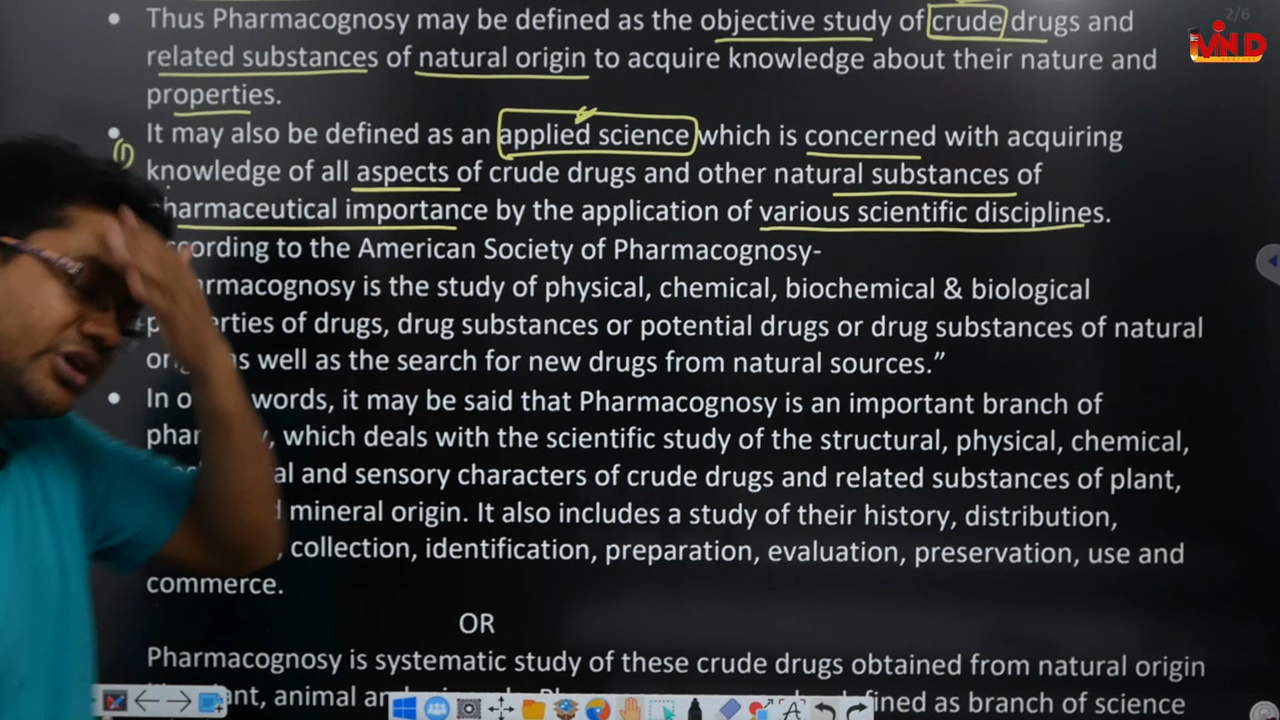 2/6
MIND
Thus Pharmacognosy may be defined as the objective study of crude drugs and
related substances of natural origin to acquire knowledge about their nature and
properties.
It may also be defined as an applied science which is concerned with acquiring
(1)
knowledge of all aspects of crude drugs and other natural substances of
harmaceutical importance by the application of various scientific disciplines.
cording to the American Society of Pharmacognosy-
rmacognosy is the study of physical, chemical, biochemical & biological
p erties of drugs, drug substances or potential drugs or drug substances of natural
ori s well as the search for new drugs from natural sources.”
In o words, it may be said that Pharmacognosy is an important branch of
phar , which deals with the scientific study of the structural, physical, chemical,
al and sensory characters of crude drugs and related substances of plant,
mineral origin. It also includes a study of their history, distribution,
, collection, identification, preparation, evaluation, preservation, use and
commerce.
OR
Pharmacognosy is systematic study of these crude drugs obtained from natural origin
ant, animal an fined as branch of science